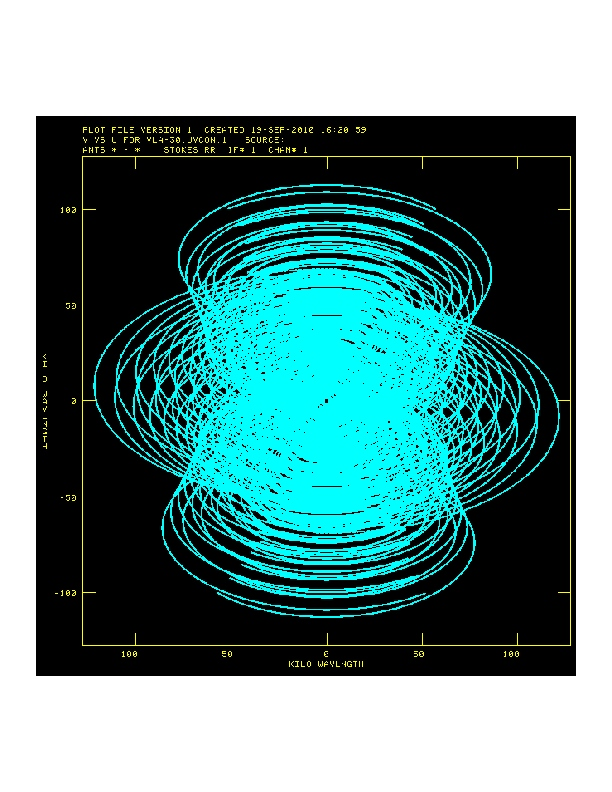 PLOT FILE VERSION 1 CREATED 19-SEP-2010 16:20:59
V VS U FOR VLA-30.UVCON.1 SOURCE:
ANTS * - * STOKES RR IF# 1 CHAN# 1
100
50
0
-50
-100
100 50 0 50 100
KILO WAVLNGTH